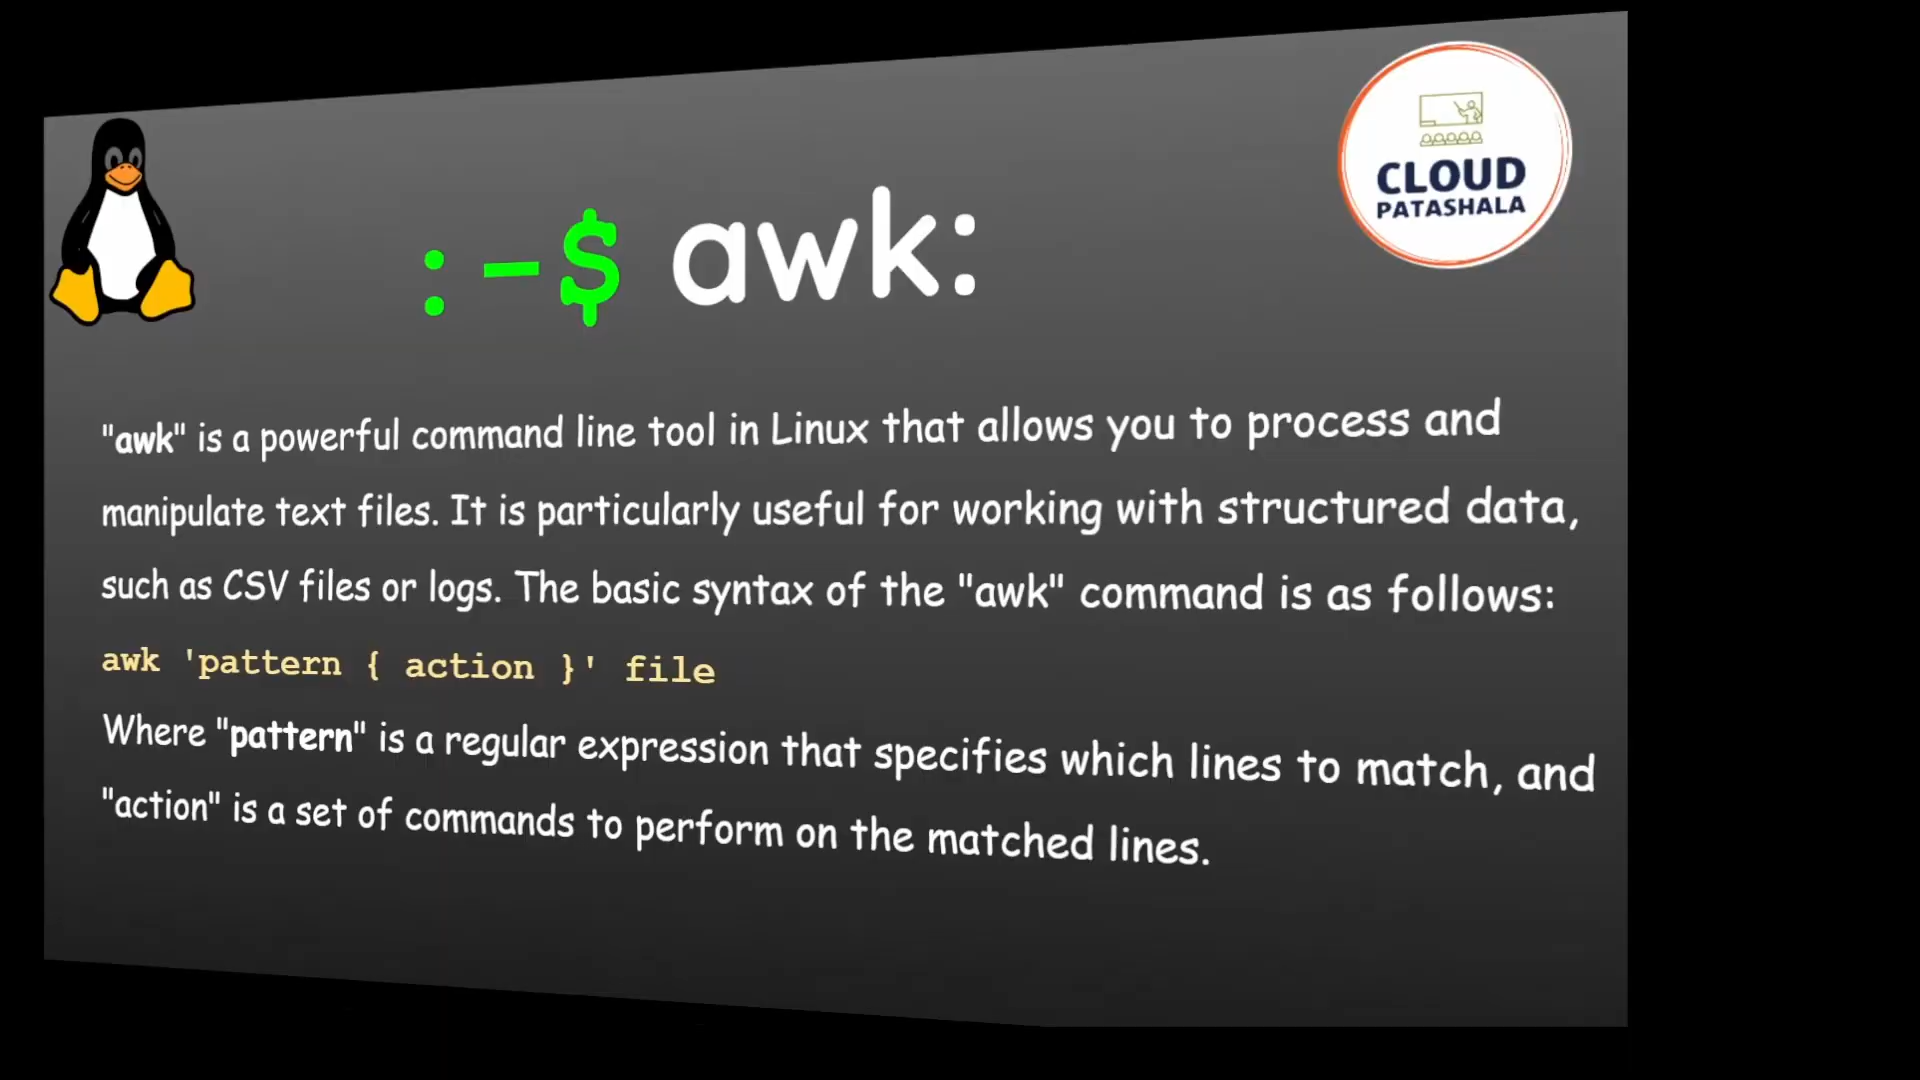 CLOUD
PATASHALA
:-$ awk:
"awk" is a powerful command line tool in Linux that allows you to process and
manipulate text files. It is particularly useful for working with structured data,
such as CSV files or logs. The basic syntax of the "awk" command is as follows:
awk 'pattern { action }' file
Where "pattern" is a regular expression that specifies which lines to match, and
"action" is a set of commands to perform on the matched lines.